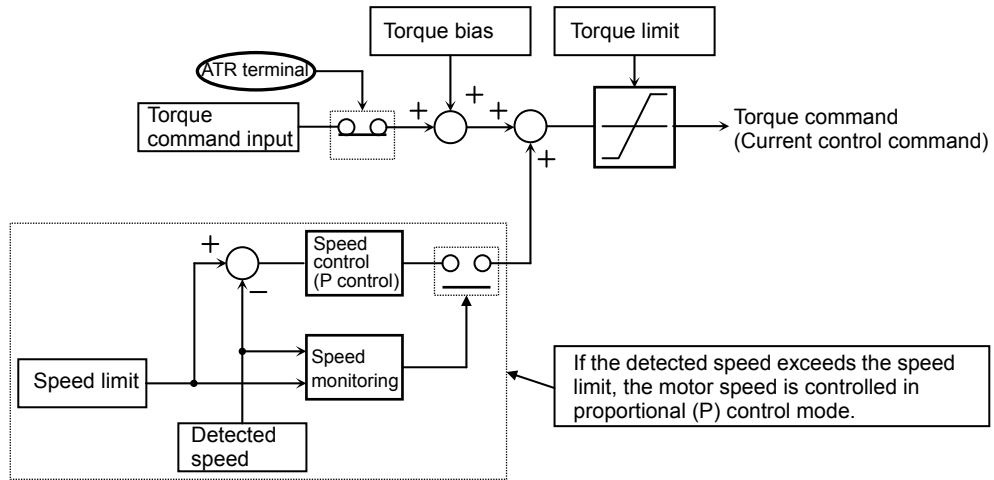 Torque bias
Torque limit
ATR terminal
Torque
command input
+
+
+
+
Torque command
(Current control command)
+
−
Speed
control
(P control)
Speed limit
Speed
monitoring
Detected
speed
If the detected speed exceeds the speed
limit, the motor speed is controlled in
proportional (P) control mode.